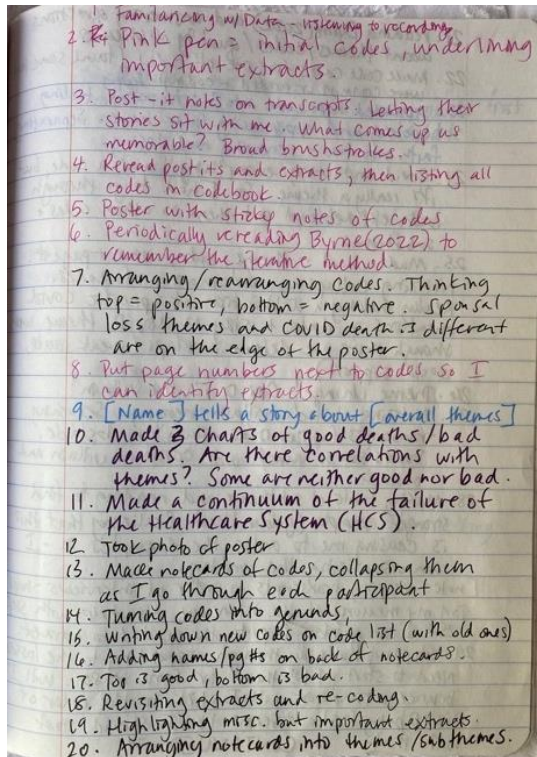 1. Familiarizing w/ Data - listening to recordings
2. Pink pen = initial codes, underlining
important extracts.
3. Post-it notes on transcripts. Letting their
stories sit with me. What comes up as
memorable? Broad brushstrokes.
4. Reread post its and extracts, then listing all
codes in codebook.
5. Poster with sticky notes of codes
6. Periodically rereading Byrne (2022) to
remember the iterative method.
7. Arranging/rearranging codes. Thinking
top = positive, bottom = negative. Spousal
loss themes and COVID death is different
are on the edge of the poster.
8. Put page numbers next to codes so I
can identify extracts.
9. [Name] tells a story about [overall themes]
10. Made 3 charts of good deaths/bad
deaths. Are there correlations with
themes? Some are neither good nor bad.
11. Made a continuum of the failure of
the Healthcare System (HCS).
12 Took photo of poster
13. Made notecards of codes, collapsing them
as I go through each participant
14. Turning codes into gerunds,
15. Writing down new codes on code list (with old ones)
16. Adding names/pg #s on back of notecards.
17. Top is good, bottom is bad.
18. Revisiting extracts and re-coding.
19. Highlighting misc. but important extracts.
20. Arranging notecards into themes/subthemes.